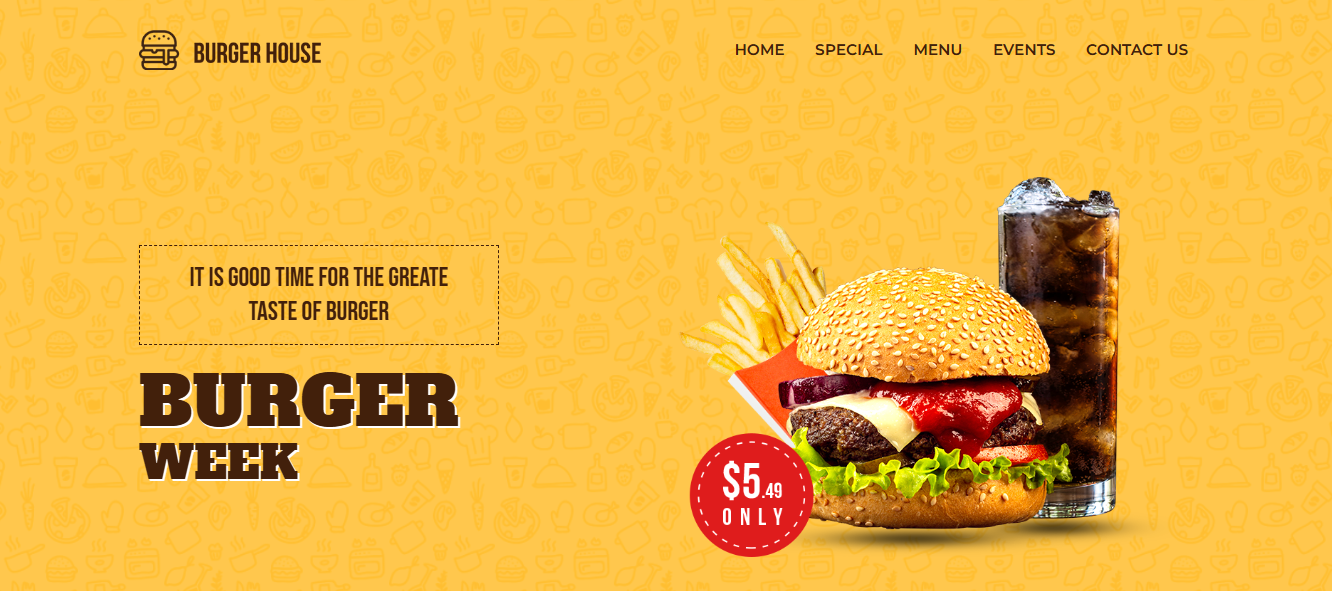 BURGER HOUSE
HOME SPECIAL MENU EVENTS CONTACT US
IT IS GOOD TIME FOR THE GREATE
TASTE OF BURGER
BURGER
WEEK
$5.49
ONLY